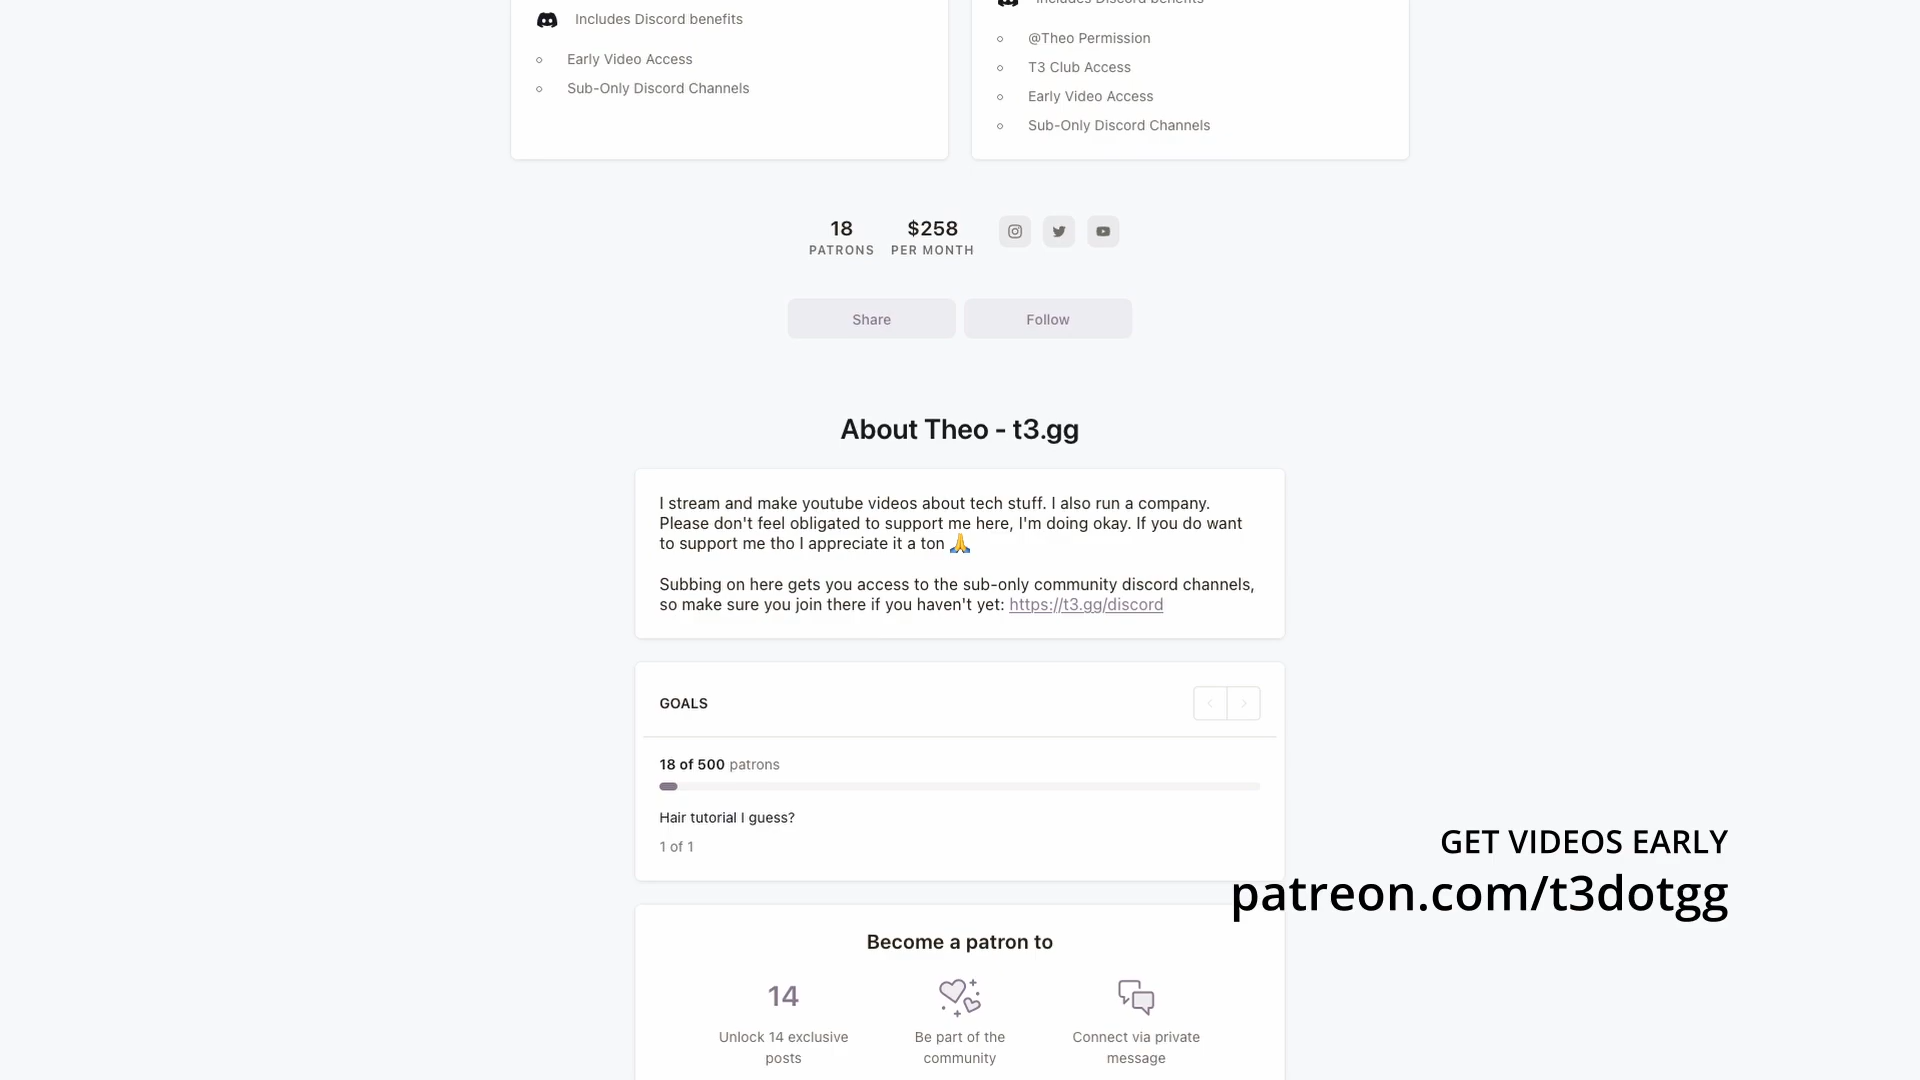 Includes Discord benefits
Early Video Access
Sub-Only Discord Channels
Includes Discord benefits
@Theo Permission
T3 Club Access
Early Video Access
Sub-Only Discord Channels
18
PATRONS
$258
PER MONTH
Share
Follow
About Theo - t3.gg
I stream and make youtube videos about tech stuff. I also run a company.
Please don't feel obligated to support me here, I'm doing okay. If you do want
to support me tho I appreciate it a ton 🙏
Subbing on here gets you access to the sub-only community discord channels,
so make sure you join there if you haven't yet: https://t3.gg/discord
GOALS
18 of 500 patrons
Hair tutorial I guess?
1 of 1
GET VIDEOS EARLY
patreon.com/t3dotgg
Become a patron to
14
Unlock 14 exclusive
posts
Be part of the
community
Connect via private
message